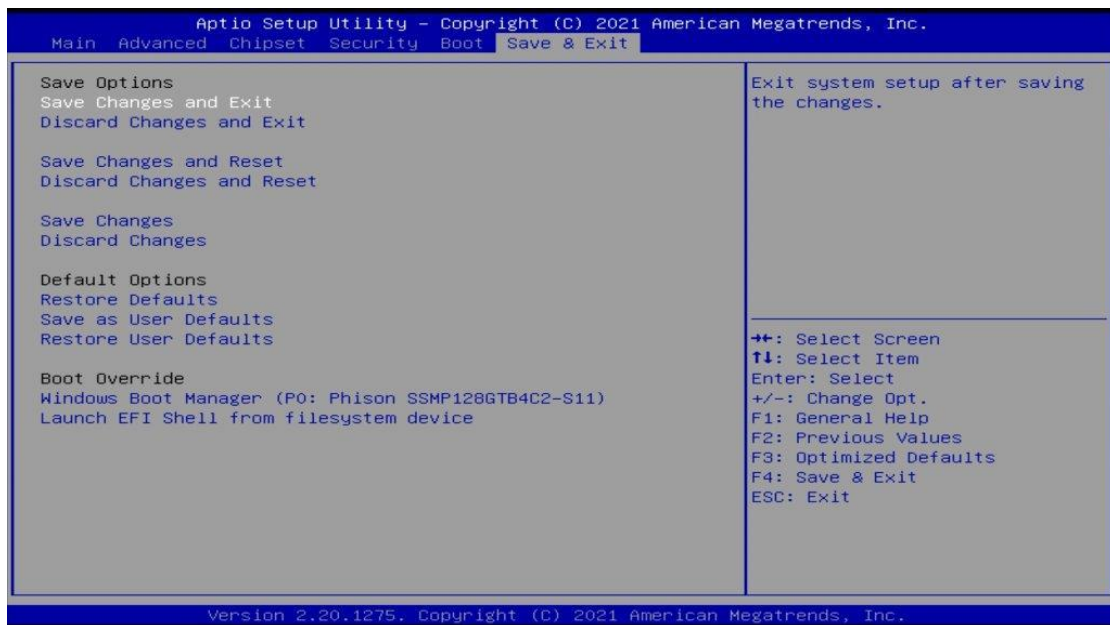 Aptio Setup Utility – Copyright (C) 2021 American Megatrends, Inc.
Main Advanced Chipset Security Boot Save & Exit
Save Options
Save Changes and Exit
Discard Changes and Exit
Save Changes and Reset
Discard Changes and Reset
Save Changes
Discard Changes
Default Options
Restore Defaults
Save as User Defaults
Restore User Defaults
Boot Override
Windows Boot Manager (P0: Phison SSMP128GTB4C2-S11)
Launch EFI Shell from filesystem device
Exit system setup after saving
the changes.
→←: Select Screen
↑↓: Select Item
Enter: Select
+/-: Change Opt.
F1: General Help
F2: Previous Values
F3: Optimized Defaults
F4: Save & Exit
ESC: Exit
Version 2.20.1275. Copyright (C) 2021 American Megatrends, Inc.